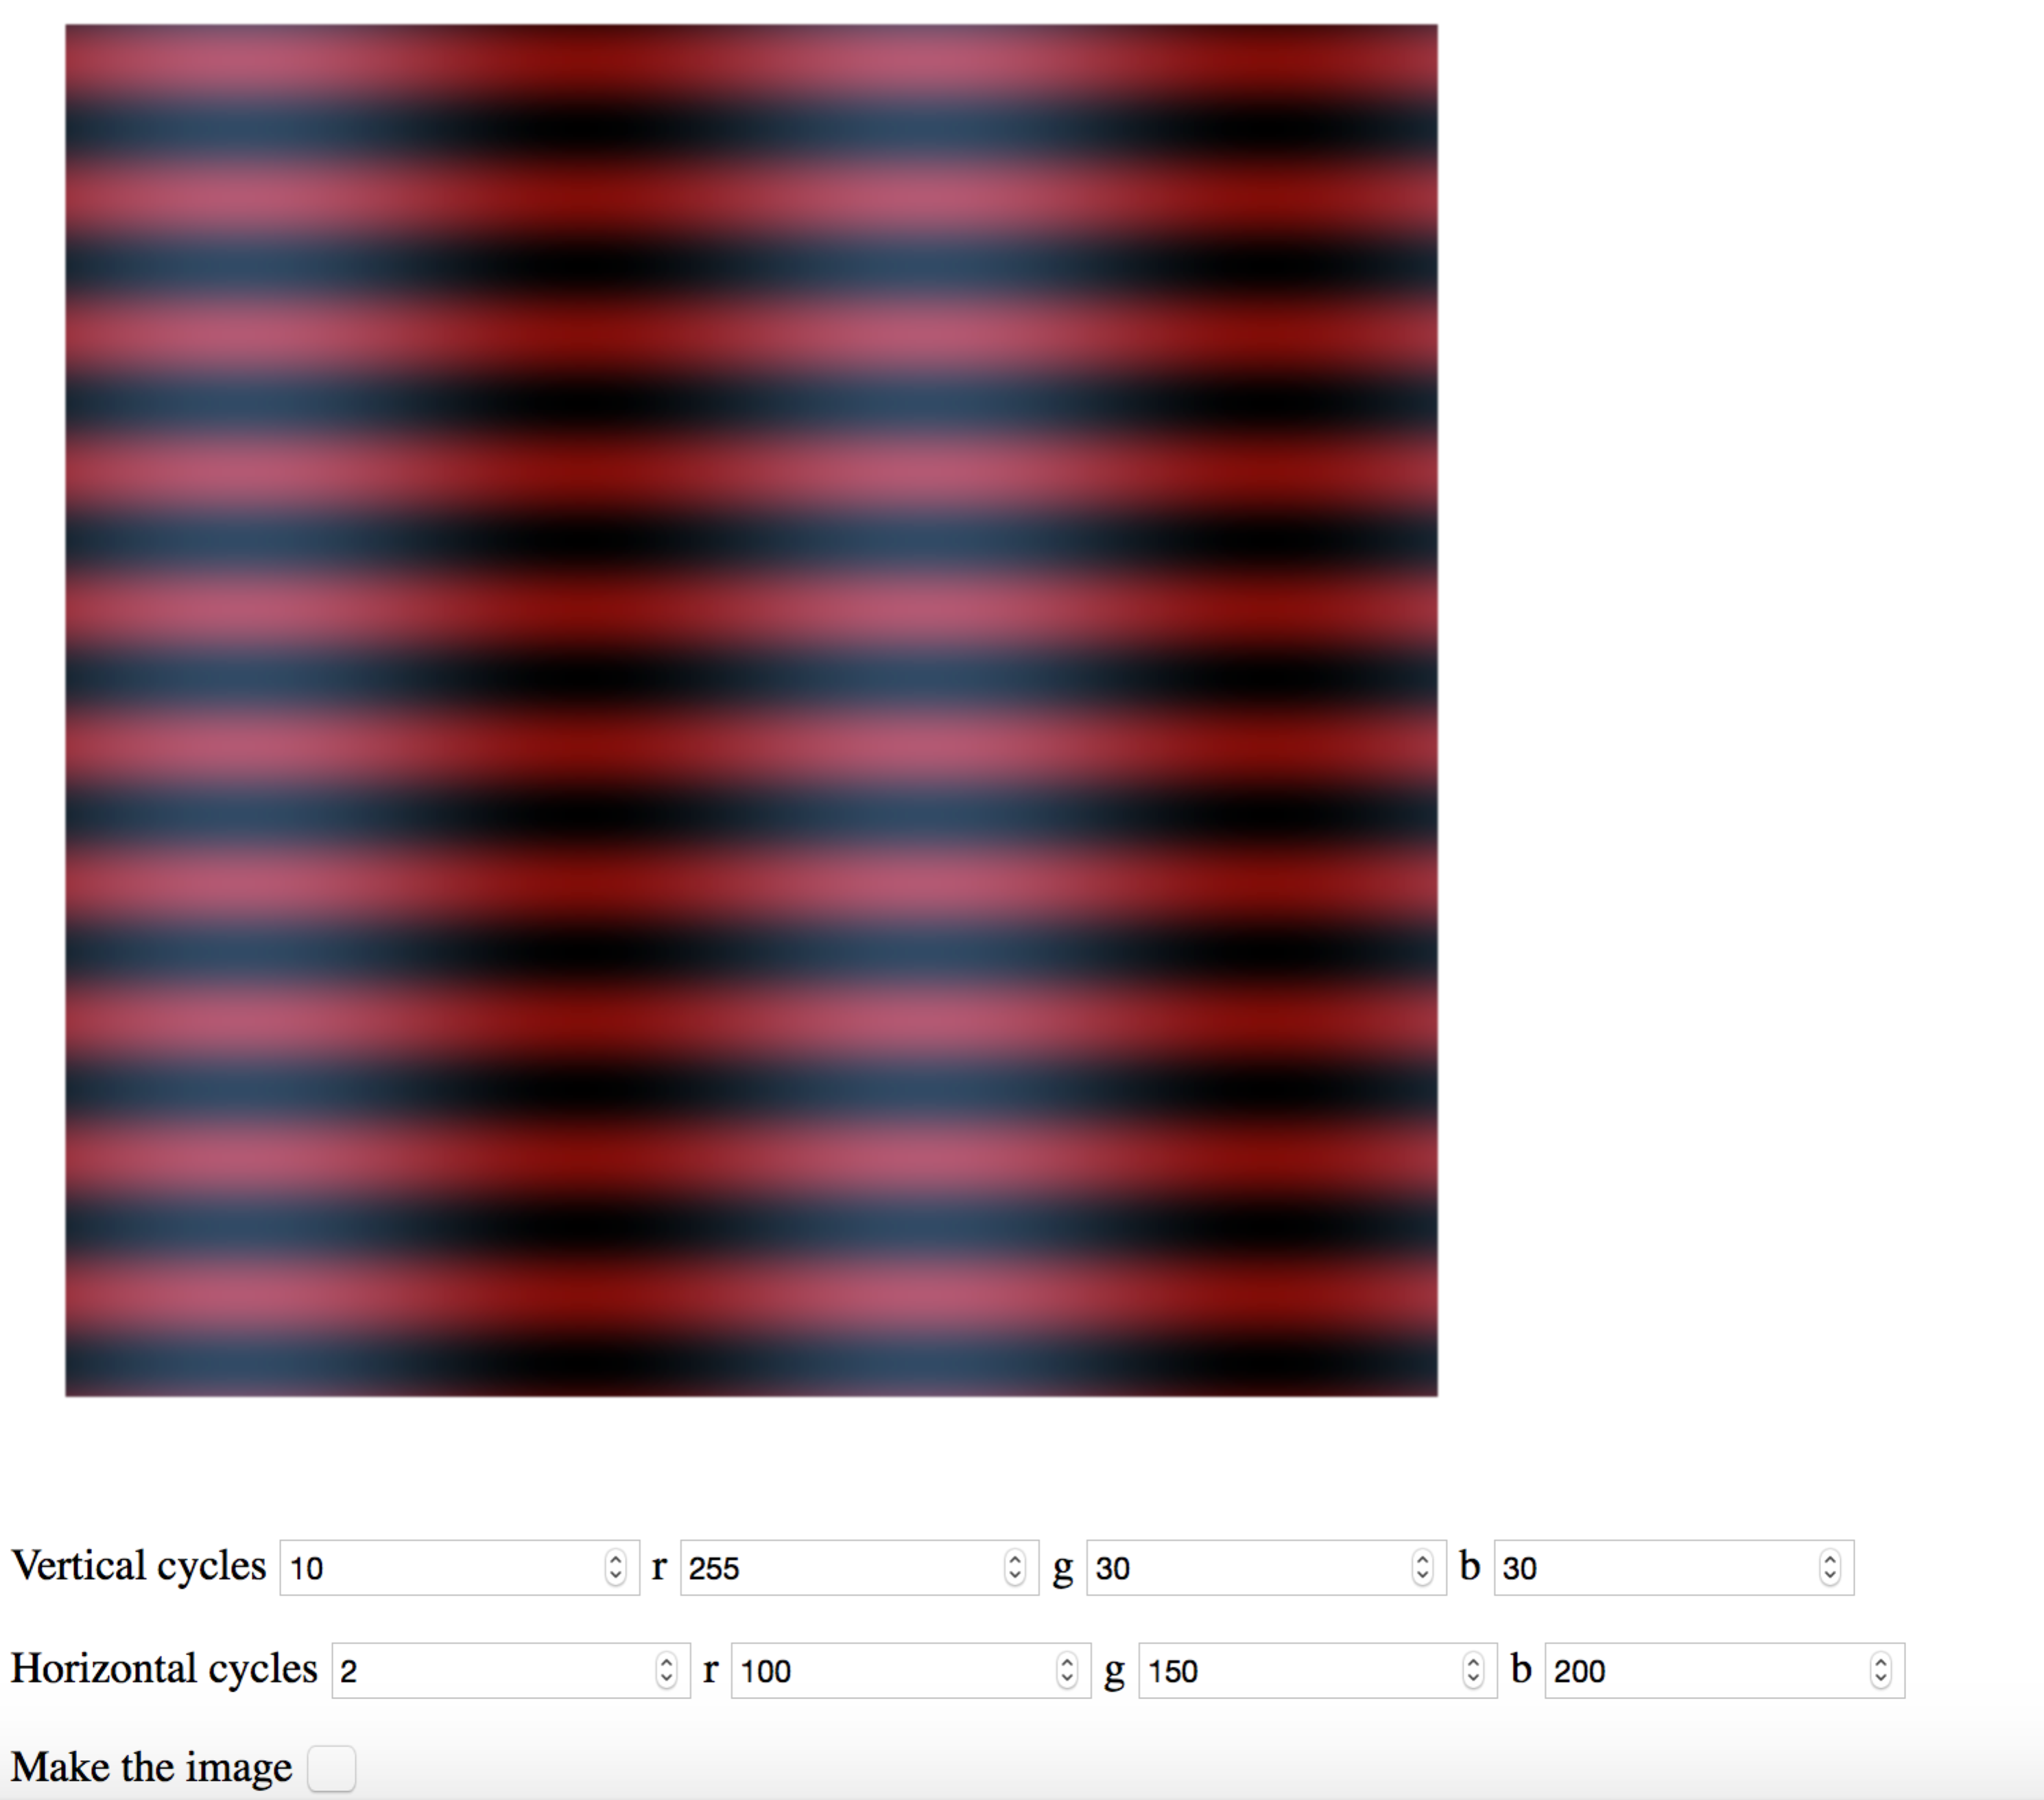 Vertical cycles 10 r 255 g 30 b 30
Horizontal cycles 2 r 100 g 150 b 200
Make the image